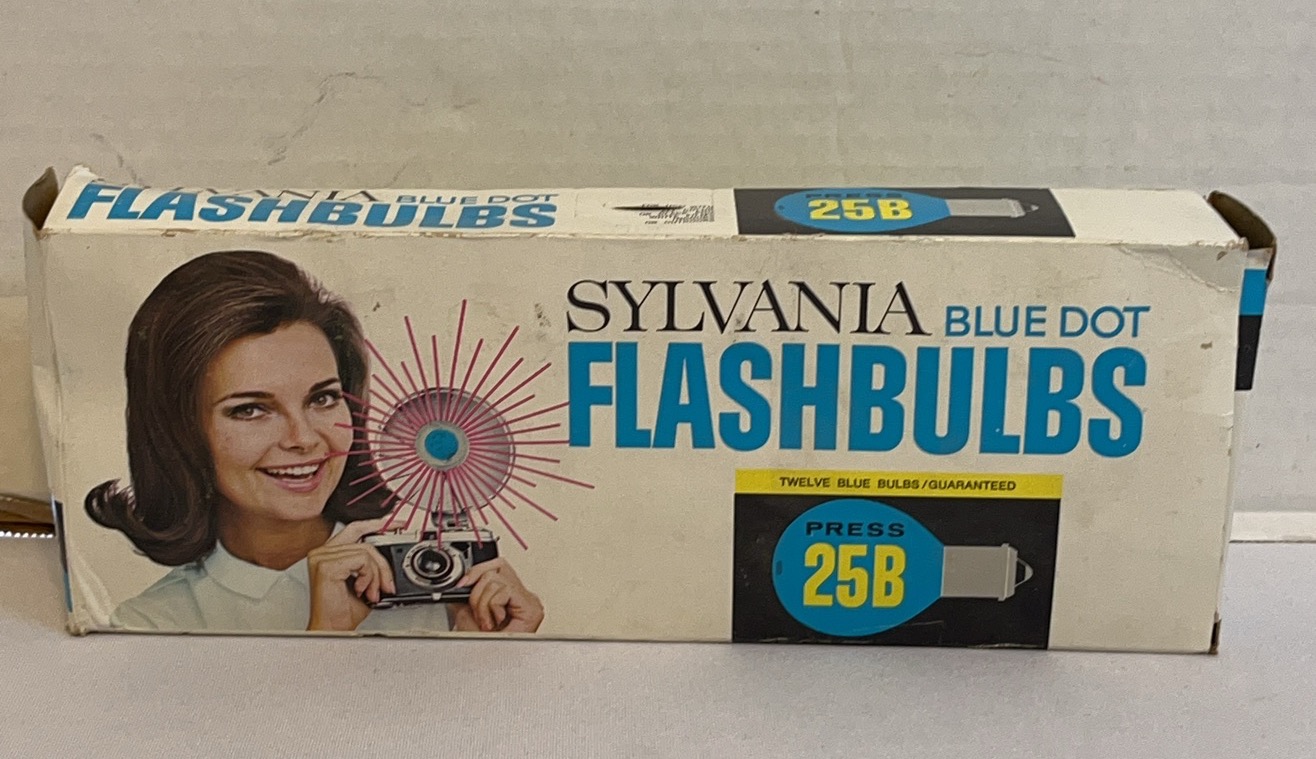 SYLVANIA BLUE DOT
FLASHBULBS
PRESS
25B
SYLVANIA BLUE DOT
FLASHBULBS
TWELVE BLUE BULBS/GUARANTEED
PRESS
25B